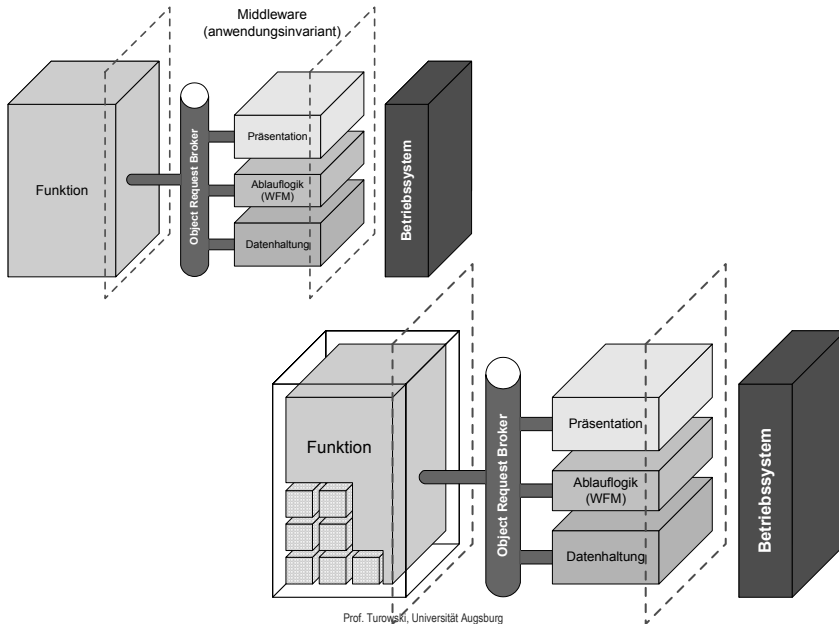 Middleware
(anwendungsinvariant)
Funktion
Object Request Broker
Präsentation
Ablauflogik
(WFM)
Datenhaltung
Betriebssystem
Funktion
Object Request Broker
Präsentation
Ablauflogik
(WFM)
Datenhaltung
Betriebssystem
Prof. Turowski, Universität Augsburg